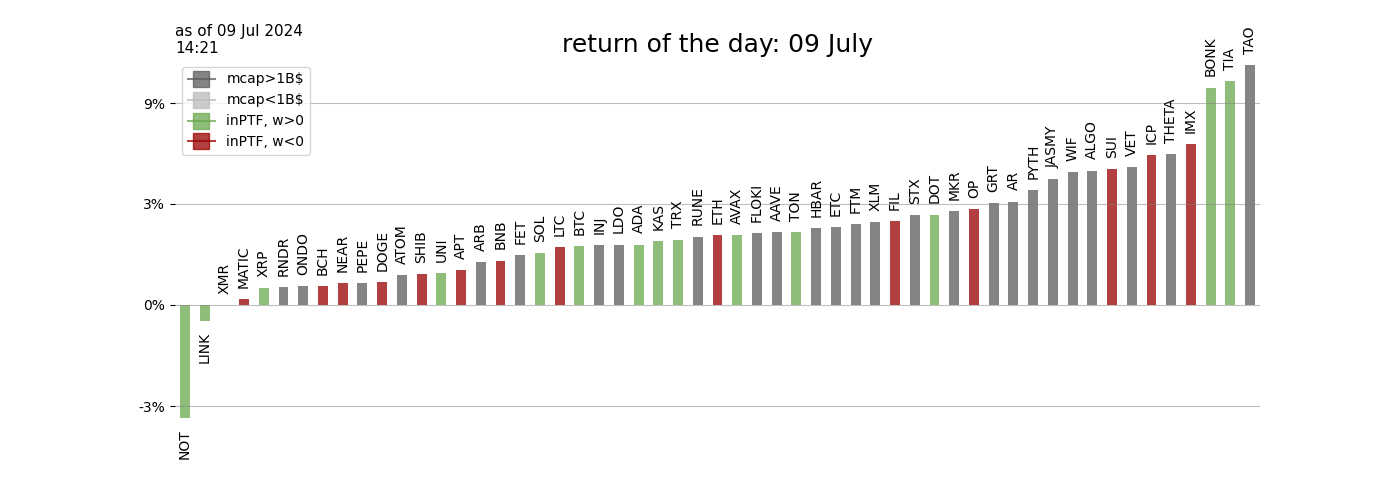 as of 09 Jul 2024
14:21
return of the day: 09 July
mcap>1B$
mcap<1B$
inPTF, w>0
inPTF, w<0
9%
3%
0%
-3%
NOT
LINK
XMR
MATIC
XRP
RNDR
ONDO
BCH
NEAR
PEPE
DOGE
ATOM
SHIB
UNI
APT
ARB
BNB
FET
SOL
LTC
BTC
INJ
LDO
ADA
KAS
TRX
RUNE
ETH
AVAX
FLOKI
AAVE
TON
HBAR
ETC
FTM
XLM
FIL
STX
DOT
MKR
OP
GRT
AR
PYTH
JASMY
WIF
ALGO
SUI
VET
ICP
THETA
IMX
BONK
TIA
TAO